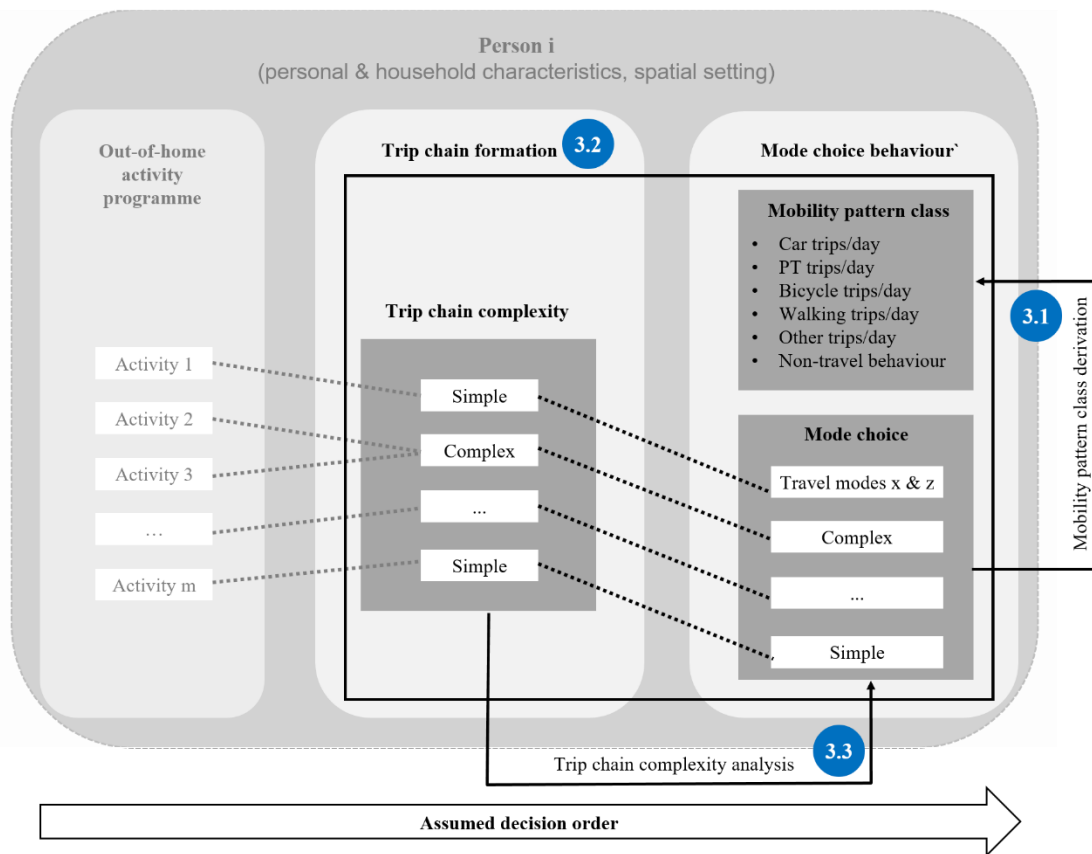 Person i
(personal & household characteristics, spatial setting)
Out-of-home
activity
programme
Activity 1
Activity 2
Activity 3
...
Activity m
Trip chain formation
3.2
Trip chain complexity
Simple
Complex
...
Simple
Mode choice behaviour`
Mobility pattern class
• Car trips/day
• PT trips/day
• Bicycle trips/day
• Walking trips/day
• Other trips/day
• Non-travel behaviour
Mode choice
Travel modes x & z
Complex
...
Simple
3.1
Mobility pattern class derivation
Trip chain complexity analysis
3.3
Assumed decision order